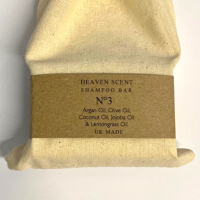 HEAVEN SCENT
SHAMPOO BAR
Nº3
Argan Oil, Olive Oil,
Coconut Oil, Jojoba Oil
& Lemongrass Oil
UK MADE